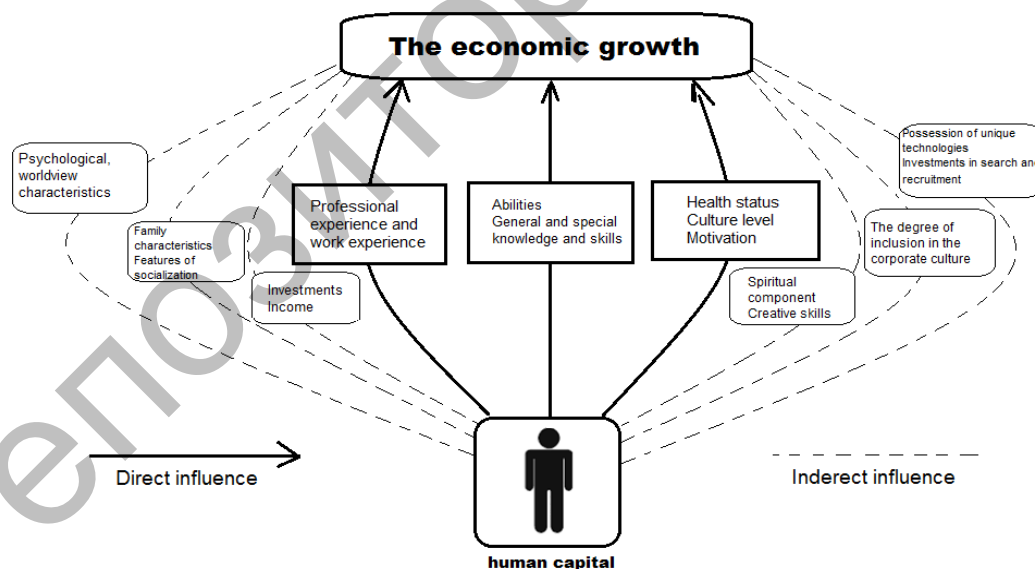 The economic growth
Psychological,
worldview
characteristics
Family
characteristics
Features of
socialization
Investments
Income
Professional
experience and
work experience
Abilities
General and special
knowledge and skills
Health status
Culture level
Motivation
Spiritual
component
Creative skills
The degree of
inclusion in the
corporate culture
Possession of unique
technologies
Investments in search and
recruitment
Direct influence
Inderect influence
human capital
епозитор